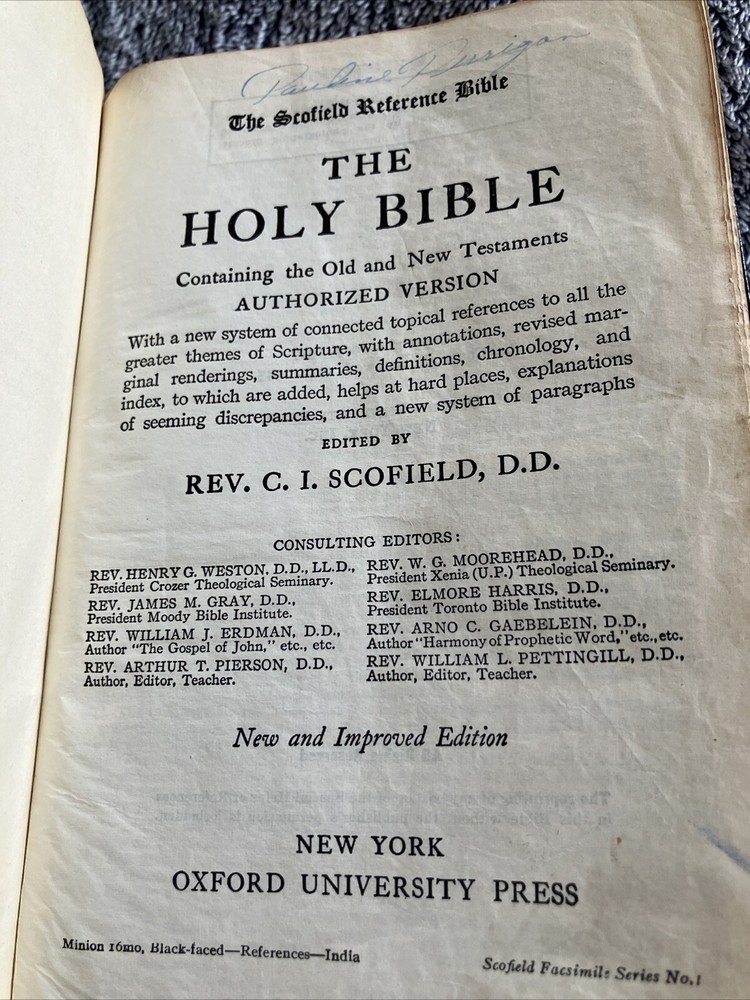 Pauline
The Scofield Reference Bible
THE
HOLY BIBLE
Containing the Old and New Testaments
AUTHORIZED VERSION
With a new system of connected topical references to all the
greater themes of Scripture, with annotations, revised mar-
ginal renderings, summaries, definitions, chronology, and
index, to which are added, helps at hard places, explanations
of seeming discrepancies, and a new system of paragraphs
EDITED BY
REV. C. I. SCOFIELD, D.D.
CONSULTING EDITORS:
REV. HENRY G. WESTON, D.D., LL.D.,
President Crozer Theological Seminary.
REV. JAMES M. GRAY, D.D.,
President Moody Bible Institute.
REV. WILLIAM J. ERDMAN, D.D.,
Author "The Gospel of John," etc., etc.
REV. ARTHUR T. PIERSON, D.D.,
Author, Editor, Teacher.
REV. W. G. MOOREHEAD, D.D.,
President Xenia (U.P.) Theological Seminary.
REV. ELMORE HARRIS, D.D.,
President Toronto Bible Institute.
REV. ARNO C. GAEBELEIN, D.D.,
Author "Harmony of Prophetic Word," etc., etc.
REV. WILLIAM L. PETTINGILL, D.D.,
Author, Editor, Teacher.
New and Improved Edition
NEW YORK
OXFORD UNIVERSITY PRESS
Minion 16mo, Black-faced—References—India
Scofield Facsimile Series No. 1